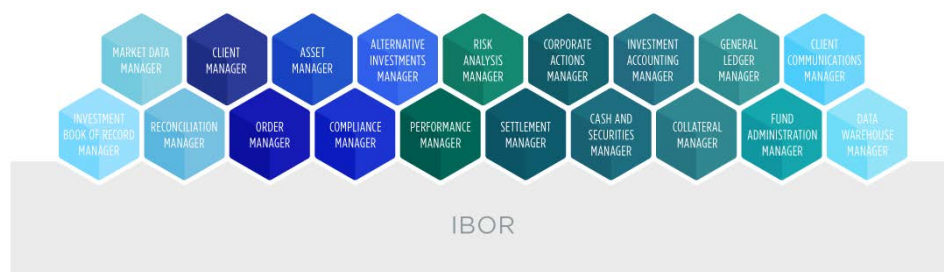 MARKET DATA
MANAGER
CLIENT
MANAGER
ASSET
MANAGER
ALTERNATIVE
INVESTMENTS
MANAGER
RISK
ANALYSIS
MANAGER
CORPORATE
ACTIONS
MANAGER
INVESTMENT
ACCOUNTING
MANAGER
GENERAL
LEDGER
MANAGER
CLIENT
COMMUNICATIONS
MANAGER
INVESTMENT
BOOK OF RECORD
MANAGER
RECONCILIATION
MANAGER
ORDER
MANAGER
COMPLIANCE
MANAGER
PERFORMANCE
MANAGER
SETTLEMENT
MANAGER
CASH AND
SECURITIES
MANAGER
COLLATERAL
MANAGER
FUND
ADMINISTRATION
MANAGER
DATA
WAREHOUSE
MANAGER
IBOR